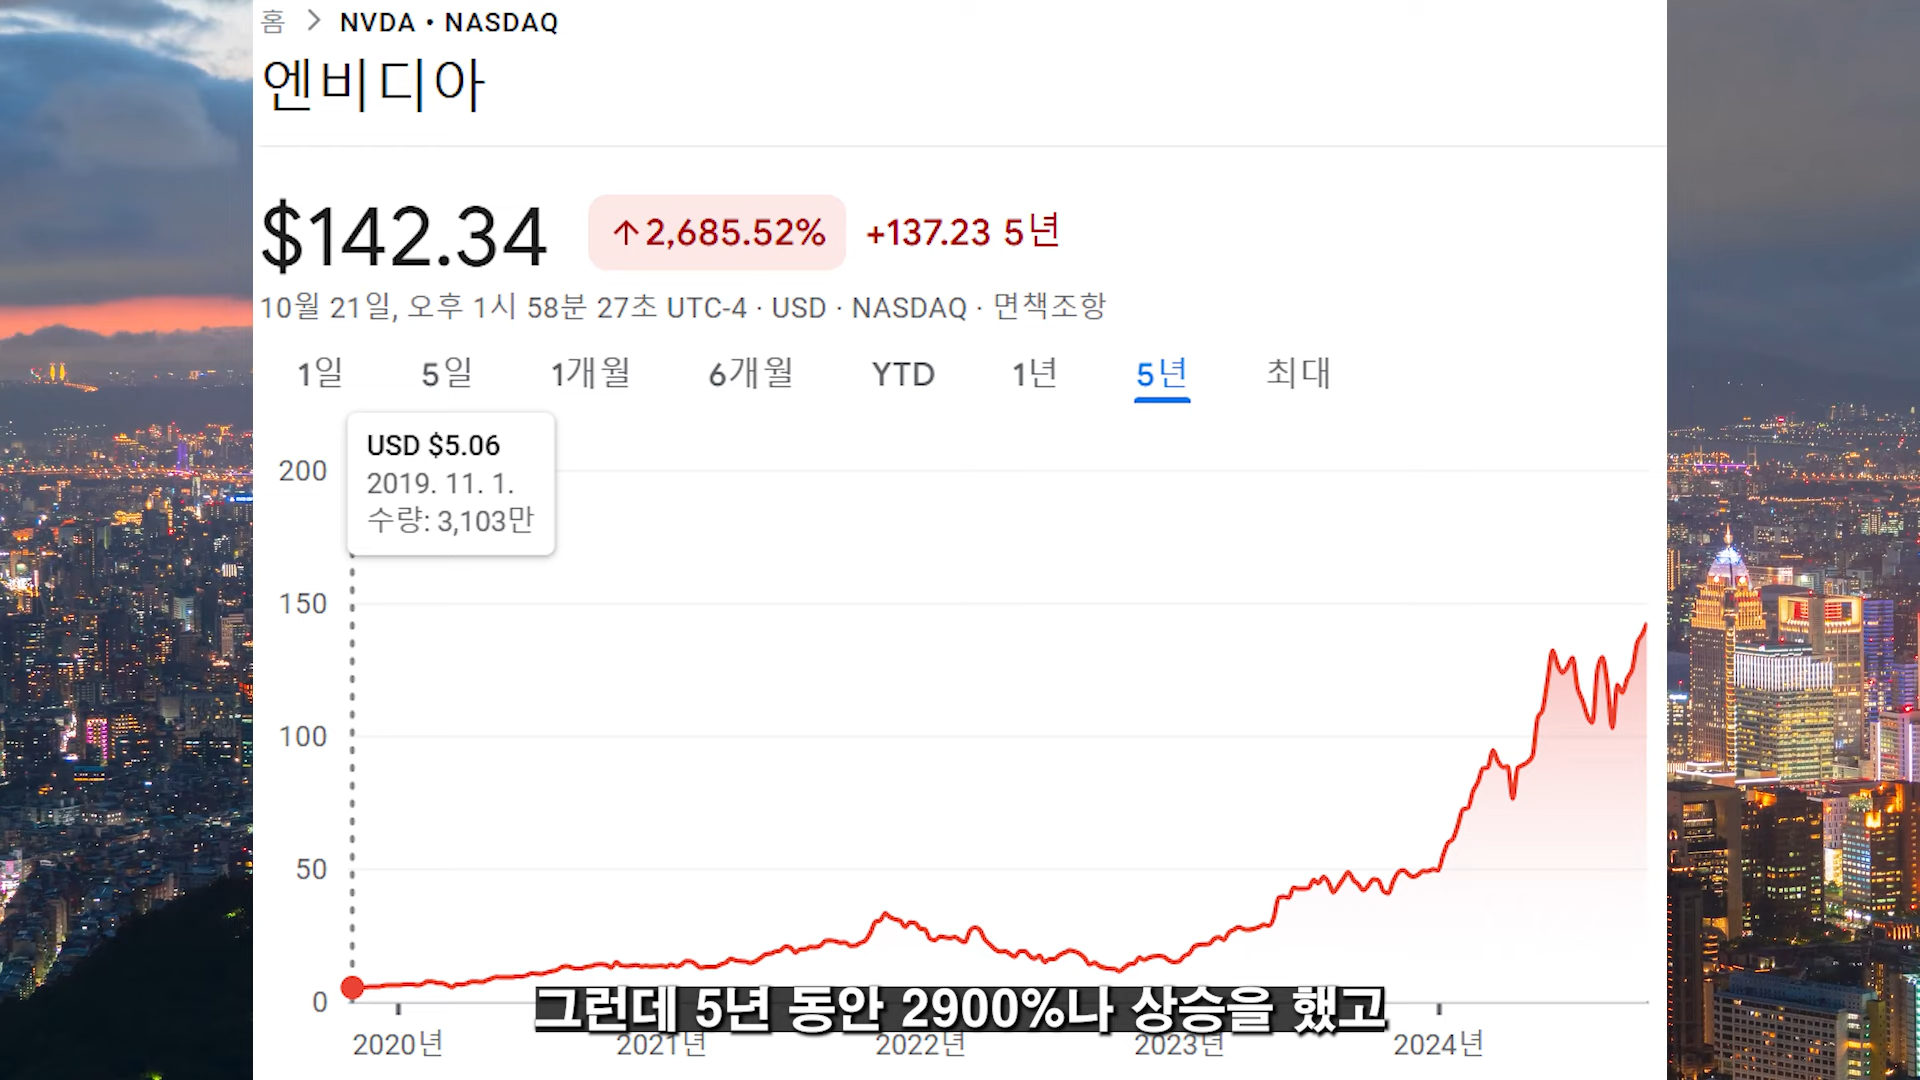 홈 > NVDA • NASDAQ
엔비디아
$142.34 ↑2,685.52% +137.23 5년
10월 21일, 오후 1시 58분 27초 UTC-4 · USD · NASDAQ · 면책조항
1일 5일 1개월 6개월 YTD 1년 5년 최대
USD $5.06
2019. 11. 1.
수량: 3,103만
200
150
100
50
0
그런데 5년 동안 2900%나 상승을 했고
2020년 2021년 2022년 2023년 2024년